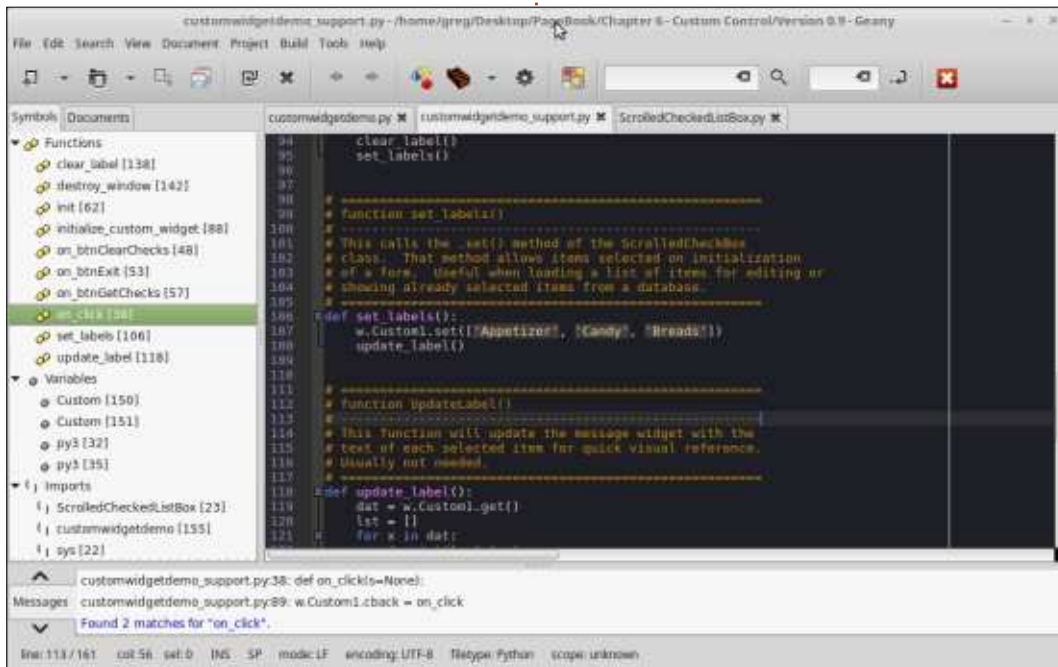 customwidgetdemo_support.py - /home/greg/Desktop/PageBook/Chapter 6 - Custom Control/Version 0.9 - Geany
File Edit Search View Document Project Build Tools Help
Symbols Documents
customwidgetdemo.py customwidgetdemo_support.py ScrolledCheckedListBox.py
Functions
clear_label [138]
destroy_window [142]
init [62]
initialize_custom_widget [88]
on_btnClearChecks [48]
on_btnExit [53]
on_btnGetChecks [57]
on_click [38]
set_labels [106]
update_label [118]
Variables
Custom [150]
Custom [151]
py3 [32]
py3 [35]
Imports
ScrolledCheckedListBox [23]
customwidgetdemo [155]
sys [22]
94 clear_label()
95 set_labels()
96
97
98 # ============================================================
99 # function set_labels()
100 # ------------------------------------------------------------
101 # This calls the .set() method of the ScrolledCheckBox
102 # class. That method allows items selected on initialization
103 # of a form. Useful when loading a list of items for editing or
104 # showing already selected items from a database.
105 # ============================================================
106 def set_labels():
107 w.Custom1.set(['Appetizer', 'Candy', 'Breads'])
108 update_label()
109
110
111 # ============================================================
112 # function UpdateLabel()
113 # ------------------------------------------------------------
114 # This function will update the message widget with the
115 # text of each selected item for quick visual reference.
116 # Usually not needed.
117 # ============================================================
118 def update_label():
119 dat = w.Custom1.get()
120 lst = []
121 for x in dat:
Messages
customwidgetdemo_support.py:38: def on_click(s=None):
customwidgetdemo_support.py:89: w.Custom1.cback = on_click
Found 2 matches for "on_click".
line: 113 / 161 col: 56 sel: 0 INS SP mode: LF encoding: UTF-8 filetype: Python scope: unknown